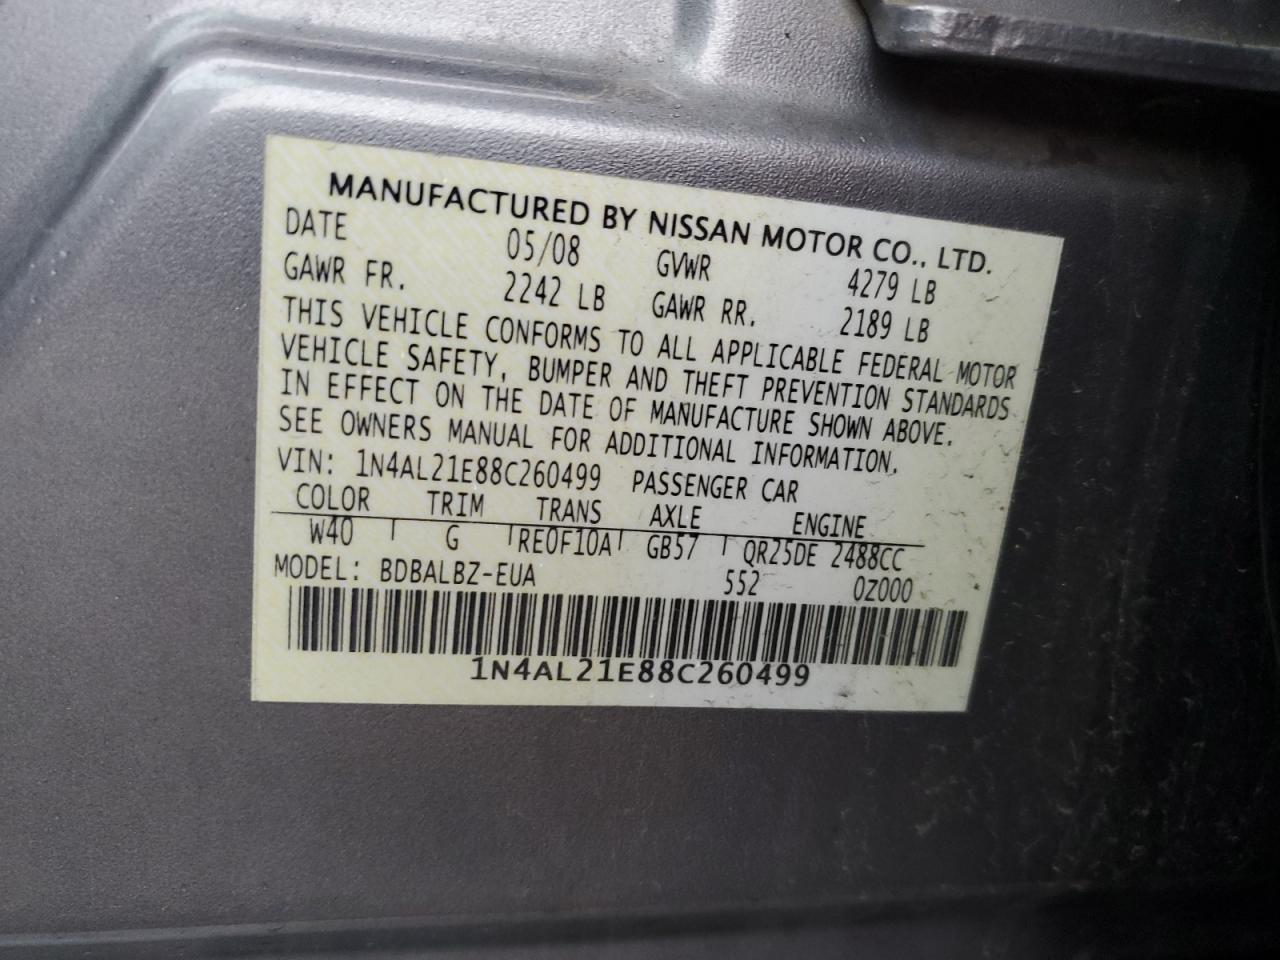 MANUFACTURED BY NISSAN MOTOR CO., LTD.
DATE 05/08 GVWR 4279 LB
GAWR FR. 2242 LB GAWR RR. 2189 LB
THIS VEHICLE CONFORMS TO ALL APPLICABLE FEDERAL MOTOR
VEHICLE SAFETY, BUMPER AND THEFT PREVENTION STANDARDS
IN EFFECT ON THE DATE OF MANUFACTURE SHOWN ABOVE.
SEE OWNERS MANUAL FOR ADDITIONAL INFORMATION.
VIN: 1N4AL21E88C260499 PASSENGER CAR
COLOR TRIM TRANS AXLE ENGINE
W40 G RE0F10A GB57 QR25DE 2488CC
MODEL: BDBALBZ-EUA 552 0Z000
1N4AL21E88C260499